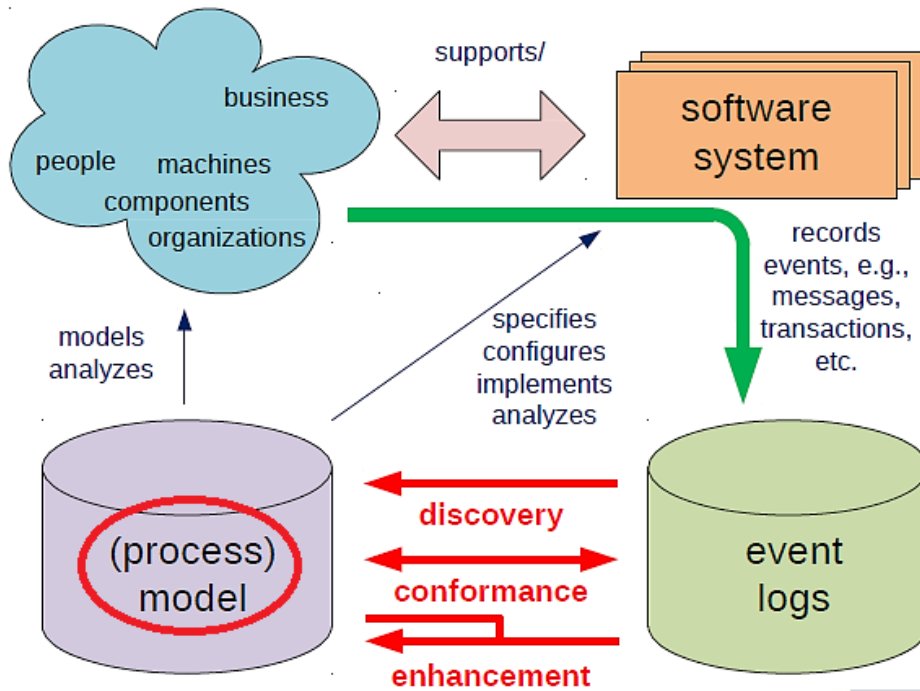 supports/
business
people
machines
components
organizations
software
system
records
events, e.g.,
messages,
transactions,
etc.
models
analyzes
specifies
configures
implements
analyzes
(process)
model
discovery
conformance
enhancement
event
logs